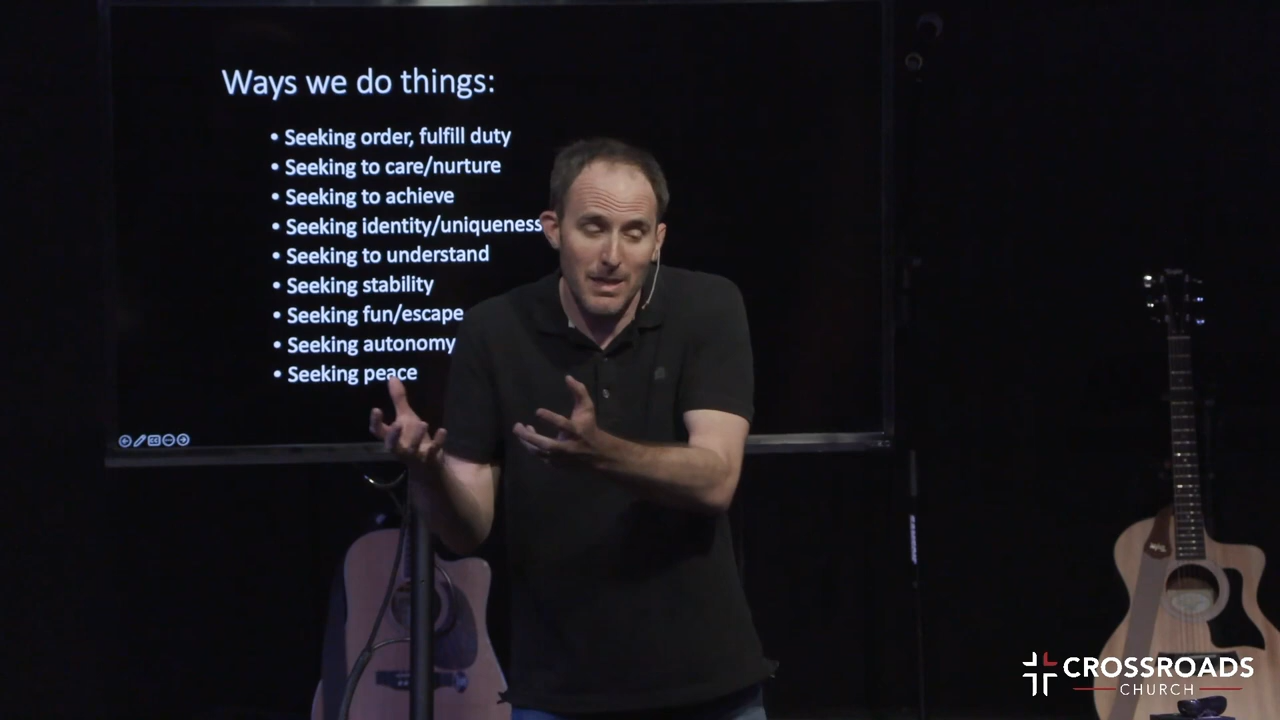 Ways we do things:
• Seeking order, fulfill duty
• Seeking to care/nurture
• Seeking to achieve
• Seeking identity/uniqueness
• Seeking to understand
• Seeking stability
• Seeking fun/escape
• Seeking autonomy
• Seeking peace
CC
CROSSROADS
CHURCH